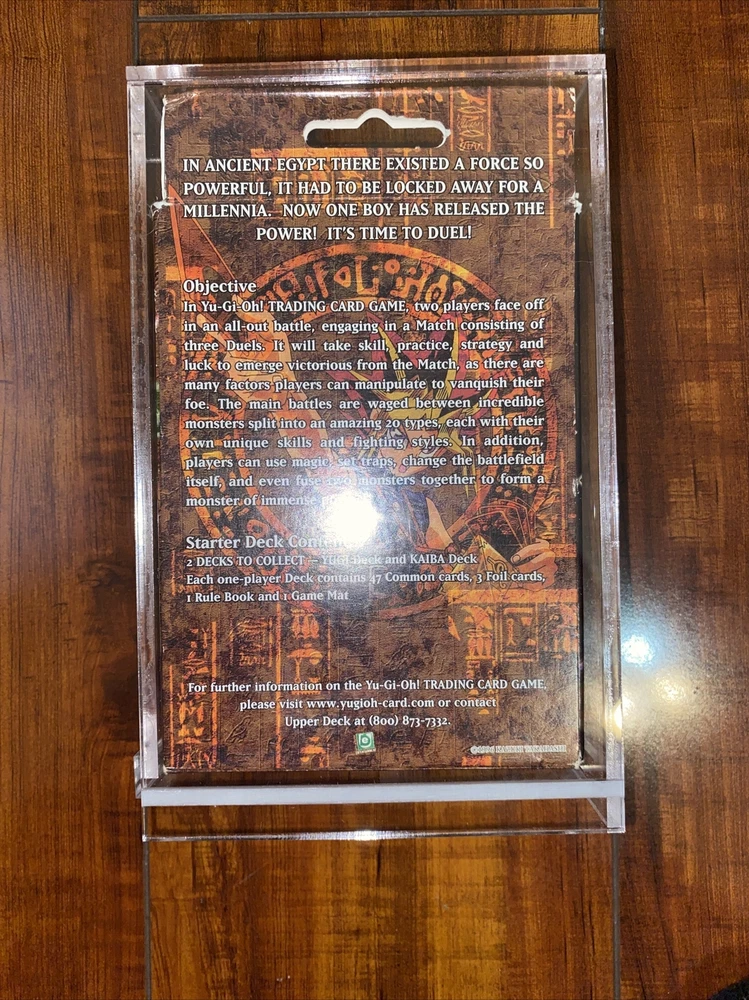 IN ANCIENT EGYPT THERE EXISTED A FORCE SO
POWERFUL, IT HAD TO BE LOCKED AWAY FOR A
MILLENNIA. NOW ONE BOY HAS RELEASED THE
POWER! IT'S TIME TO DUEL!
Objective
In Yu-Gi-Oh! TRADING CARD GAME, two players face off
in an all-out battle, engaging in a Match consisting of
three Duels. It will take skill, practice, strategy and
luck to emerge victorious from the Match, as there are
many factors players can manipulate to vanquish their
foe. The main battles are waged between incredible
monsters split into an amazing 20 types, each with their
own unique skills and fighting styles. In addition,
players can use magic, set traps, change the battlefield
itself, and even fuse two monsters together to form a
monster of immense
Starter Deck
2 DECKS TO COLLECT — YUGI Deck and KAIBA Deck
Each one-player Deck contains 47 Common cards, 3 Foil cards,
1 Rule Book and 1 Game Mat
For further information on the Yu-Gi-Oh! TRADING CARD GAME,
please visit www.yugioh-card.com or contact
Upper Deck at (800) 873-7332.
©1996 KAZUKI TAKAHASHI